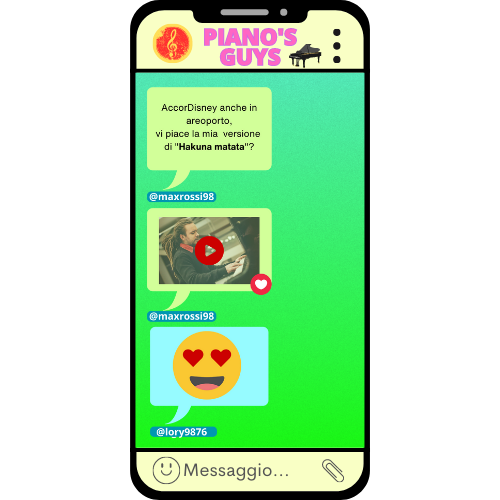 PIANO'S
GUYS
AccorDisney anche in
areoporto,
vi piace la mia versione
di "Hakuna matata"?
@maxrossi98
@maxrossi98
@lory9876
Messaggio...